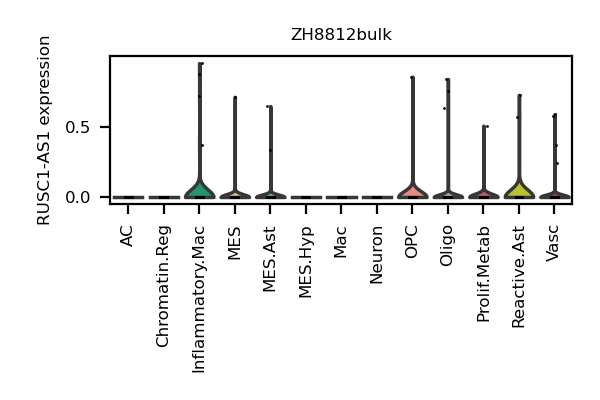 ZH8812bulk
RUSC1-AS1 expression
0.5
0.0
AC
Chromatin.Reg
Inflammatory.Mac
MES
MES.Ast
MES.Hyp
Mac
Neuron
OPC
Oligo
Prolif.Metab
Reactive.Ast
Vasc